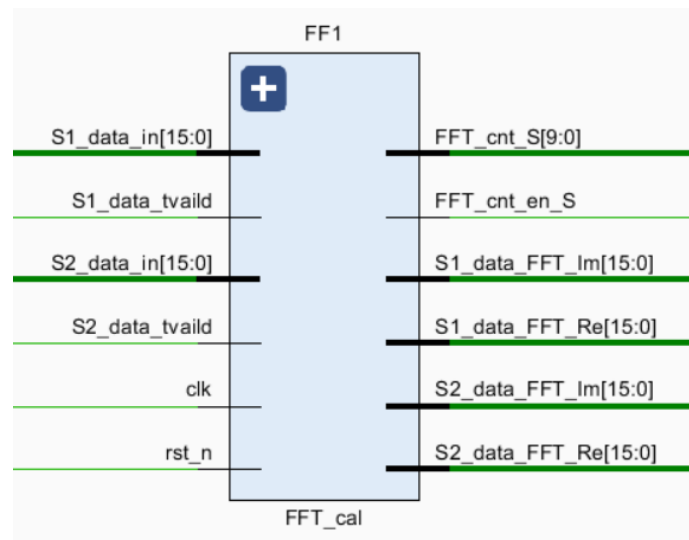 FF1
S1_data_in[15:0]
FFT_cnt_S[9:0]
S1_data_tvaild
FFT_cnt_en_S
S2_data_in[15:0]
S1_data_FFT_Im[15:0]
S2_data_tvaild
S1_data_FFT_Re[15:0]
clk
S2_data_FFT_Im[15:0]
rst_n
S2_data_FFT_Re[15:0]
FFT_cal